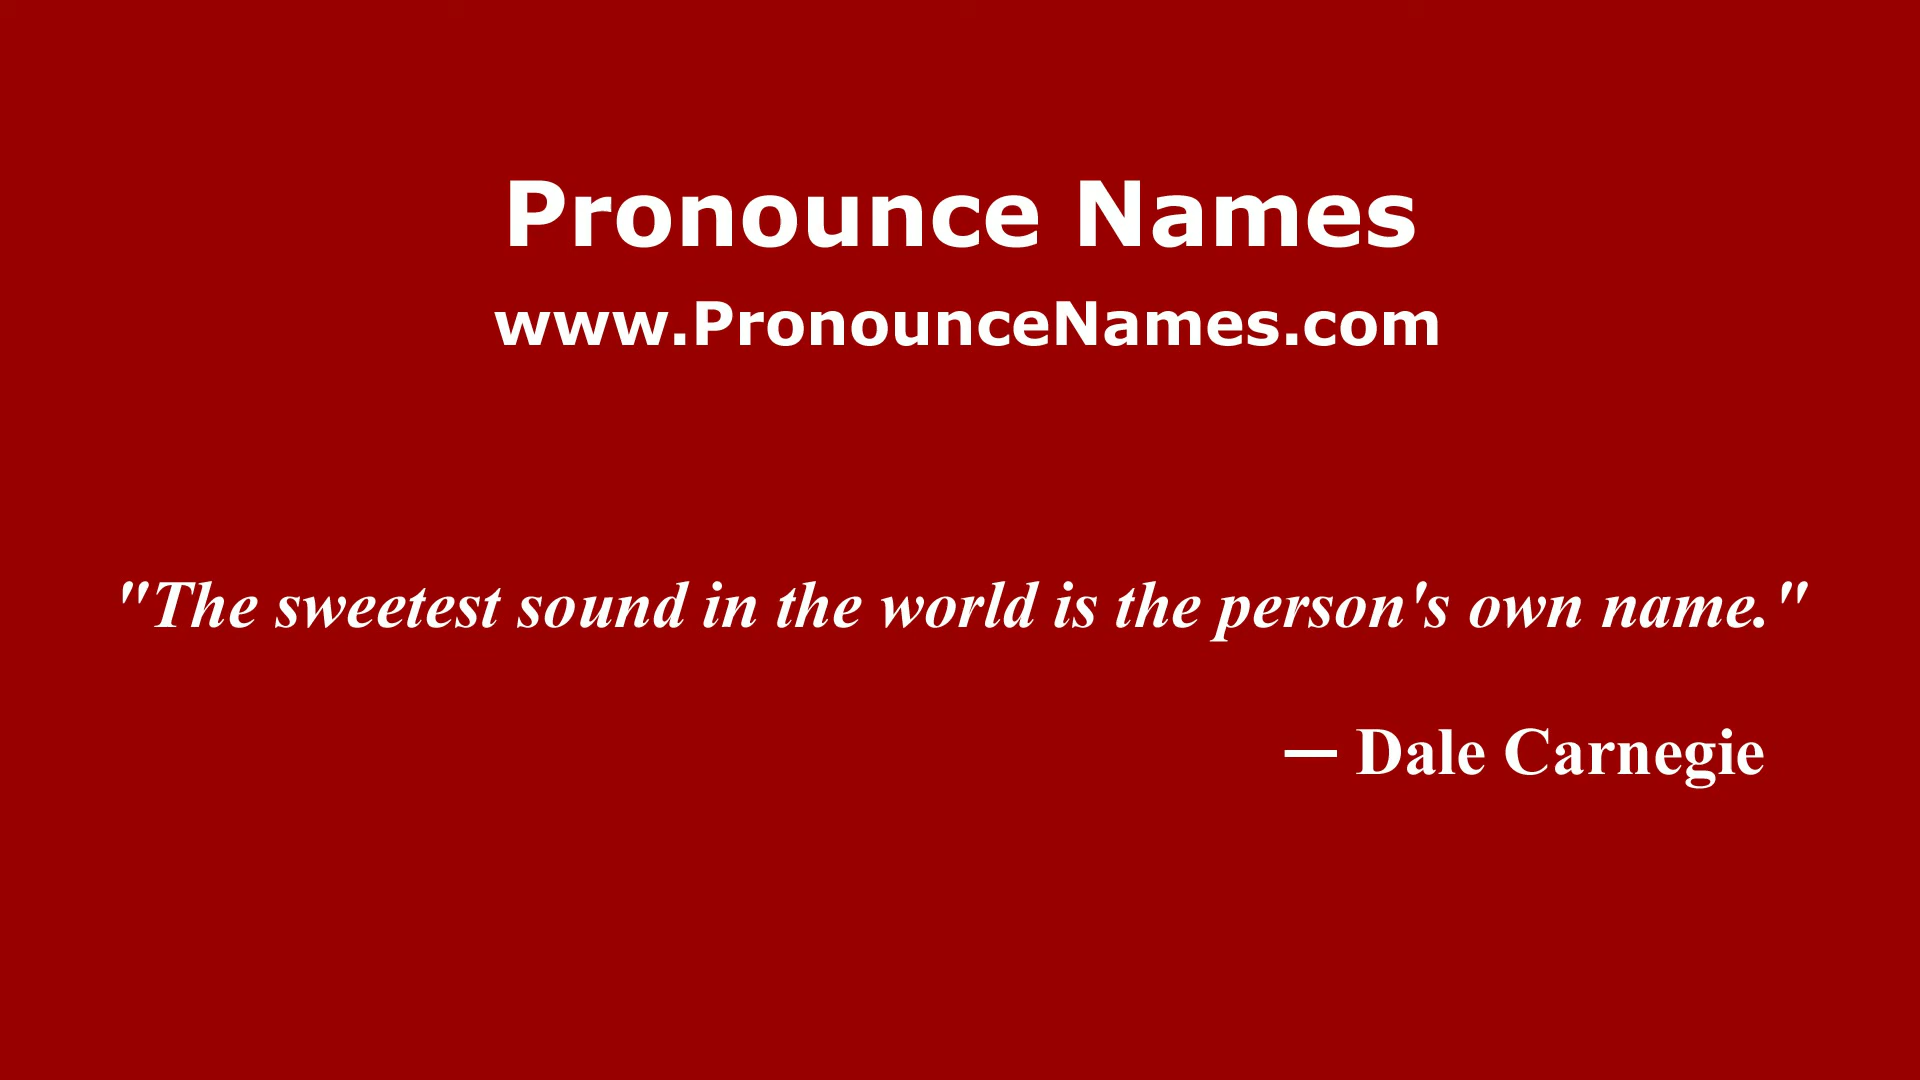 Pronounce Names
www.PronounceNames.com
"The sweetest sound in the world is the person's own name."
— Dale Carnegie